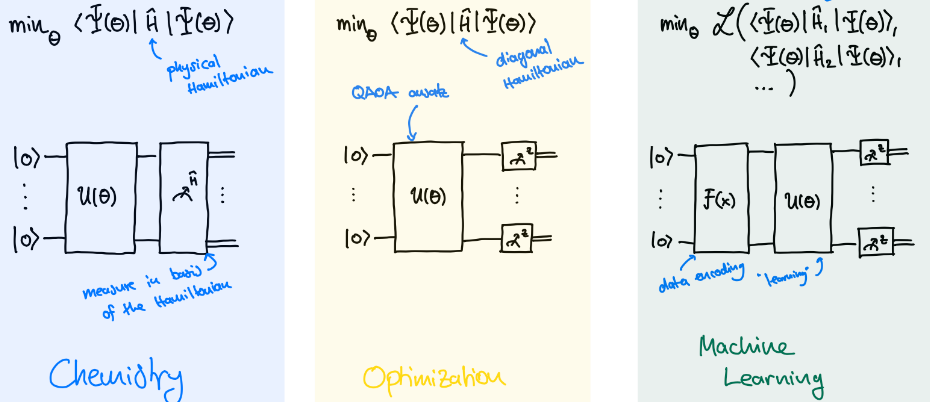 min_θ ⟨Ψ(θ)| Ĥ |Ψ(θ)⟩
physical
Hamiltonian
|0⟩
U(θ)
Ĥ
⋮
|0⟩
measure in basis
of the Hamiltonian
Chemistry
min_θ ⟨Ψ(θ)|Ĥ|Ψ(θ)⟩
diagonal
Hamiltonian
QAOA ansatz
|0⟩
z
⋮
U(θ)
⋮
|0⟩
z
Optimization
min_θ ℒ(⟨Ψ(θ)|Ĥ₁|Ψ(θ)⟩,
⟨Ψ(θ)|Ĥ₂|Ψ(θ)⟩,
...)
|0⟩
z
⋮
F(x)
U(θ)
⋮
|0⟩
z
data encoding
"learning"
Machine
Learning